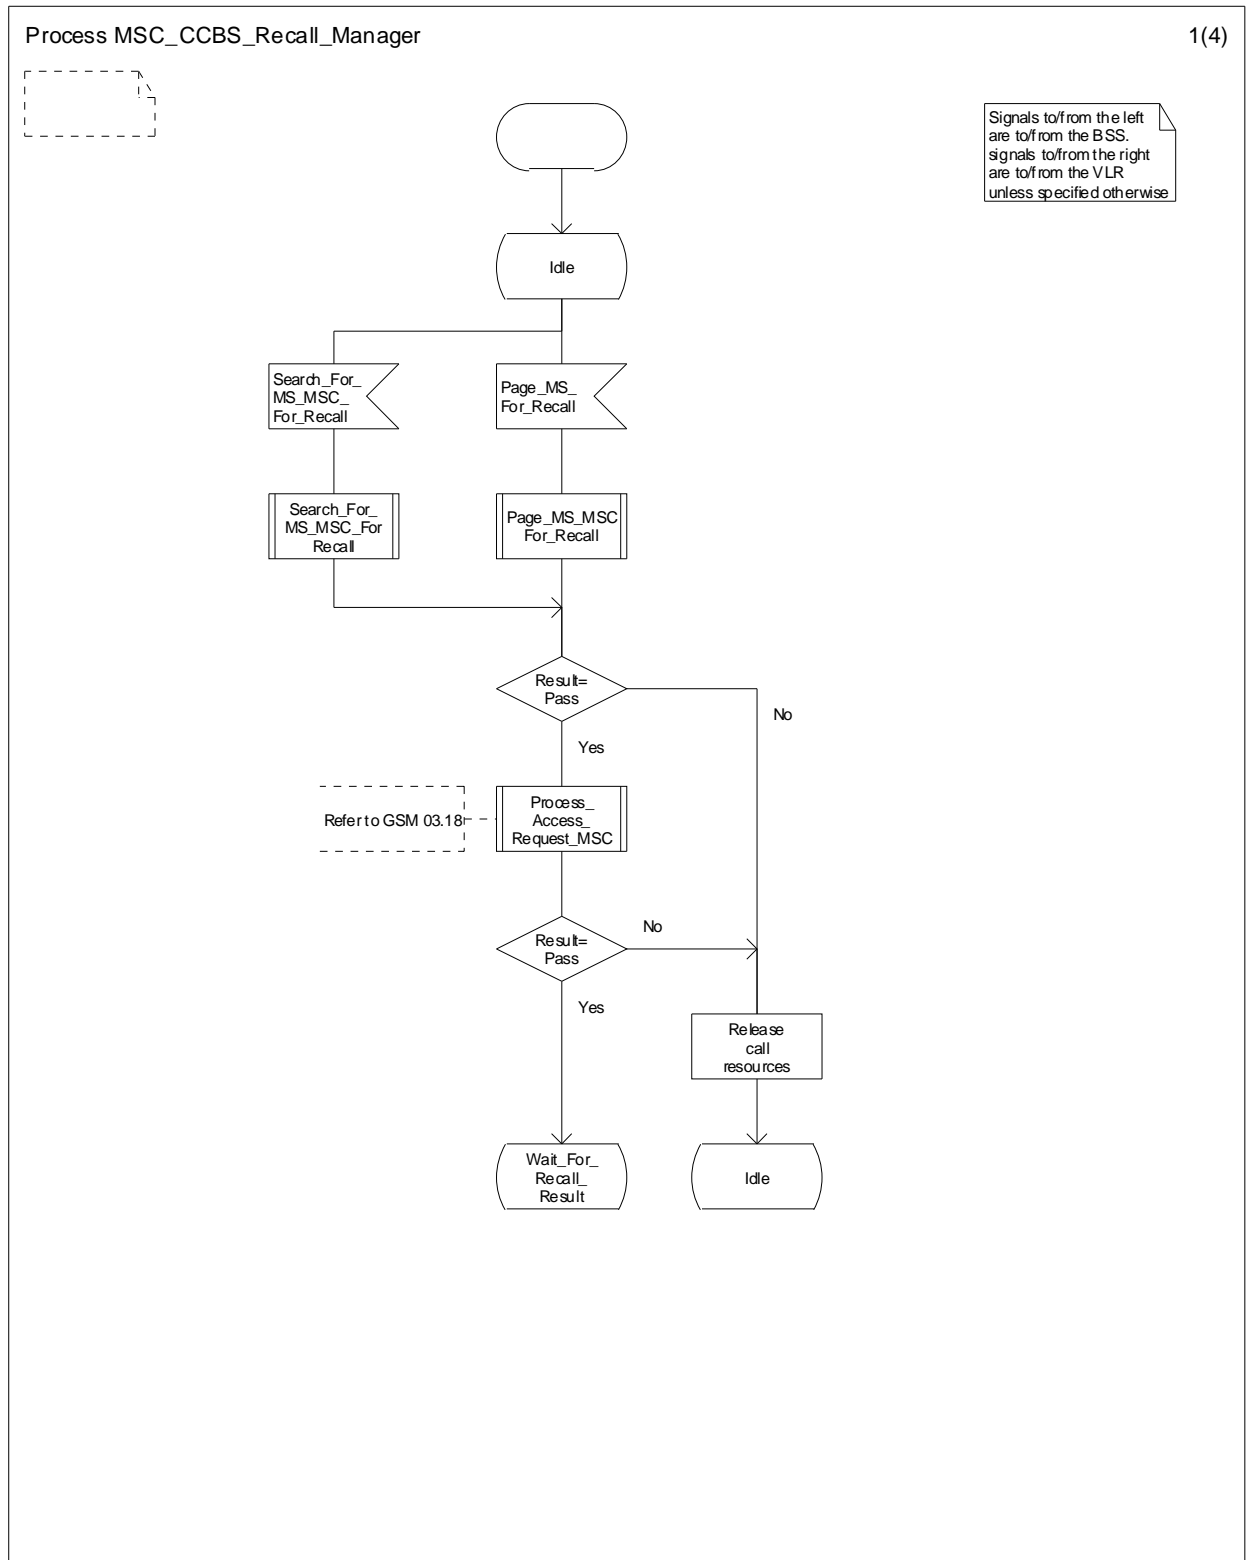 Process MSC_CCBS_Recall_Manager
1(4)
Signals to/from the left
are to/from the BSS.
signals to/from the right
are to/from the VLR
unless specified otherwise
Idle
Search_For_
MS_MSC_
For_Recall
Page_MS_
For_Recall
Search_For_
MS_MSC_For
Recall
Page_MS_MSC
For_Recall
Result=
Pass
No
Yes
Refer to GSM 03.18
Process_
Access_
Request_MSC
Result=
Pass
No
Yes
Release
call
resources
Wait_For_
Recall_
Result
Idle